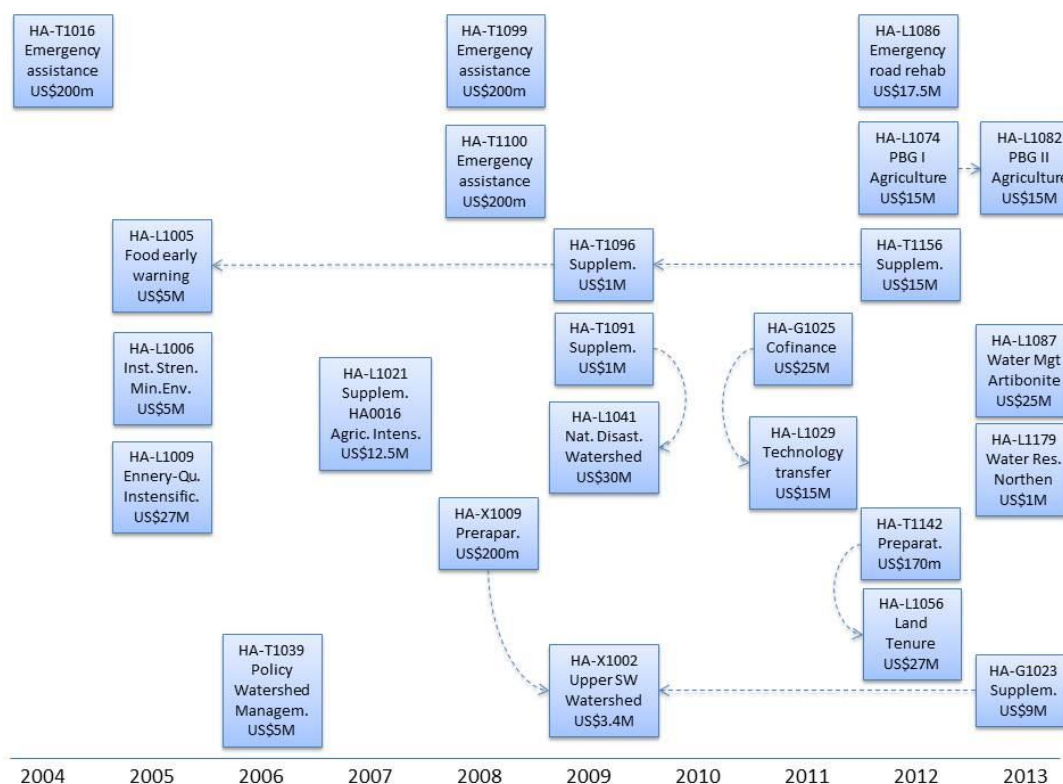 HA-T1016
Emergency
assistance
US$200m
HA-T1099
Emergency
assistance
US$200m
HA-L1086
Emergency
road rehab
US$17.5M
HA-T1100
Emergency
assistance
US$200m
HA-L1074
PBG I
Agriculture
US$15M
HA-L1082
PBG II
Agriculture
US$15M
HA-L1005
Food early
warning
US$5M
HA-T1096
Supplem.
US$1M
HA-T1156
Supplem.
US$15M
HA-L1006
Inst. Stren.
Min.Env.
US$5M
HA-L1021
Supplem.
HA0016
Agric. Intens.
US$12.5M
HA-T1091
Supplem.
US$1M
HA-G1025
Cofinance
US$25M
HA-L1087
Water Mgt
Artibonite
US$25M
HA-L1009
Ennery-Qu.
Instensific.
US$27M
HA-L1041
Nat. Disast.
Watershed
US$30M
HA-L1029
Technology
transfer
US$15M
HA-L1179
Water Res.
Northen
US$1M
HA-X1009
Prerapar.
US$200m
HA-T1142
Preparat.
US$170m
HA-L1056
Land
Tenure
US$27M
HA-T1039
Policy
Watershed
Managem.
US$5M
HA-X1002
Upper SW
Watershed
US$3.4M
HA-G1023
Supplem.
US$9M
2004 2005 2006 2007 2008 2009 2010 2011 2012 2013